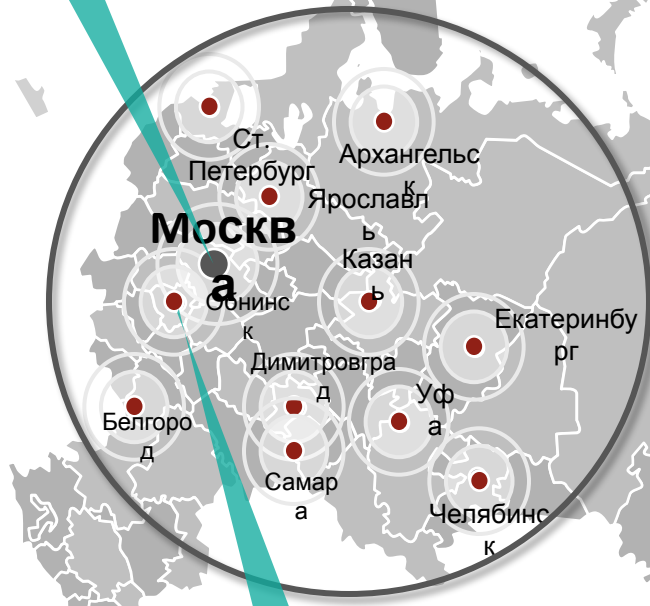 Ст.
Петербург
Архангельс
к
Ярославл
ь
Москв
а
Казан
ь
Обнинс
к
Екатеринбу
рг
Димитровгра
д
Уф
а
Белгоро
д
Самар
а
Челябинс
к